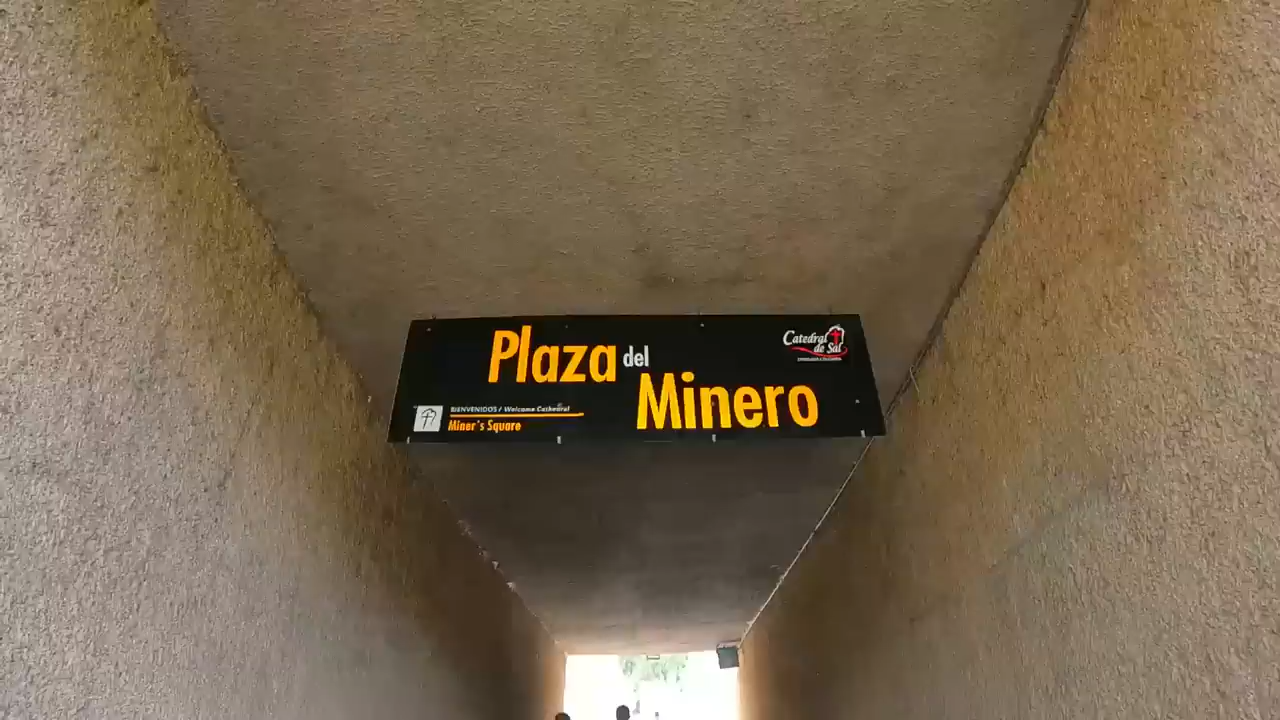 Plaza del
Minero
Catedral
de Sal
BIENVENIDOS / Welcome Cathedral
Miner's Square